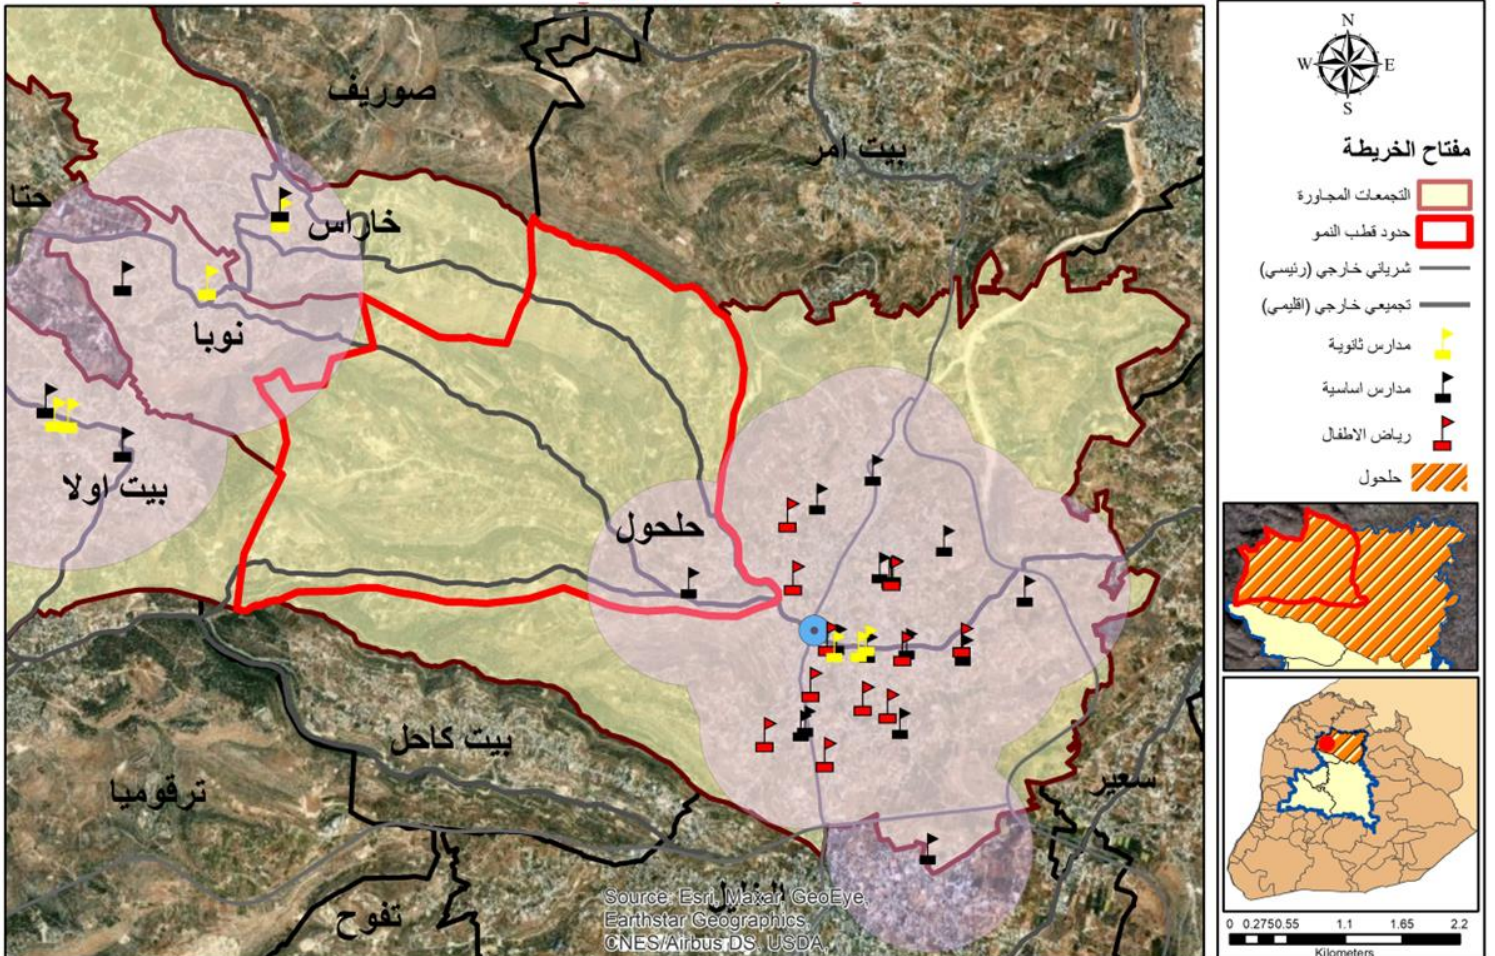 صوريف
بيت امر
حتا
خاراس
نوبا
بيت اولا
حلحول
بيت كاحل
ترقوميا
سعير
تفوح
Source: Esri, Maxar, GeoEye,
Earthstar Geographics,
CNES/Airbus DS, USDA,
N
W E
S
مفتاح الخريطة
التجمعات المجاورة
حدود قطب النمو
شرياني خارجي (رئيسي)
تجميعي خارجي (اقليمي)
مدارس ثانوية
مدارس اساسية
رياض الاطفال
حلحول
0 0.275 0.55 1.1 1.65 2.2
Kilometers